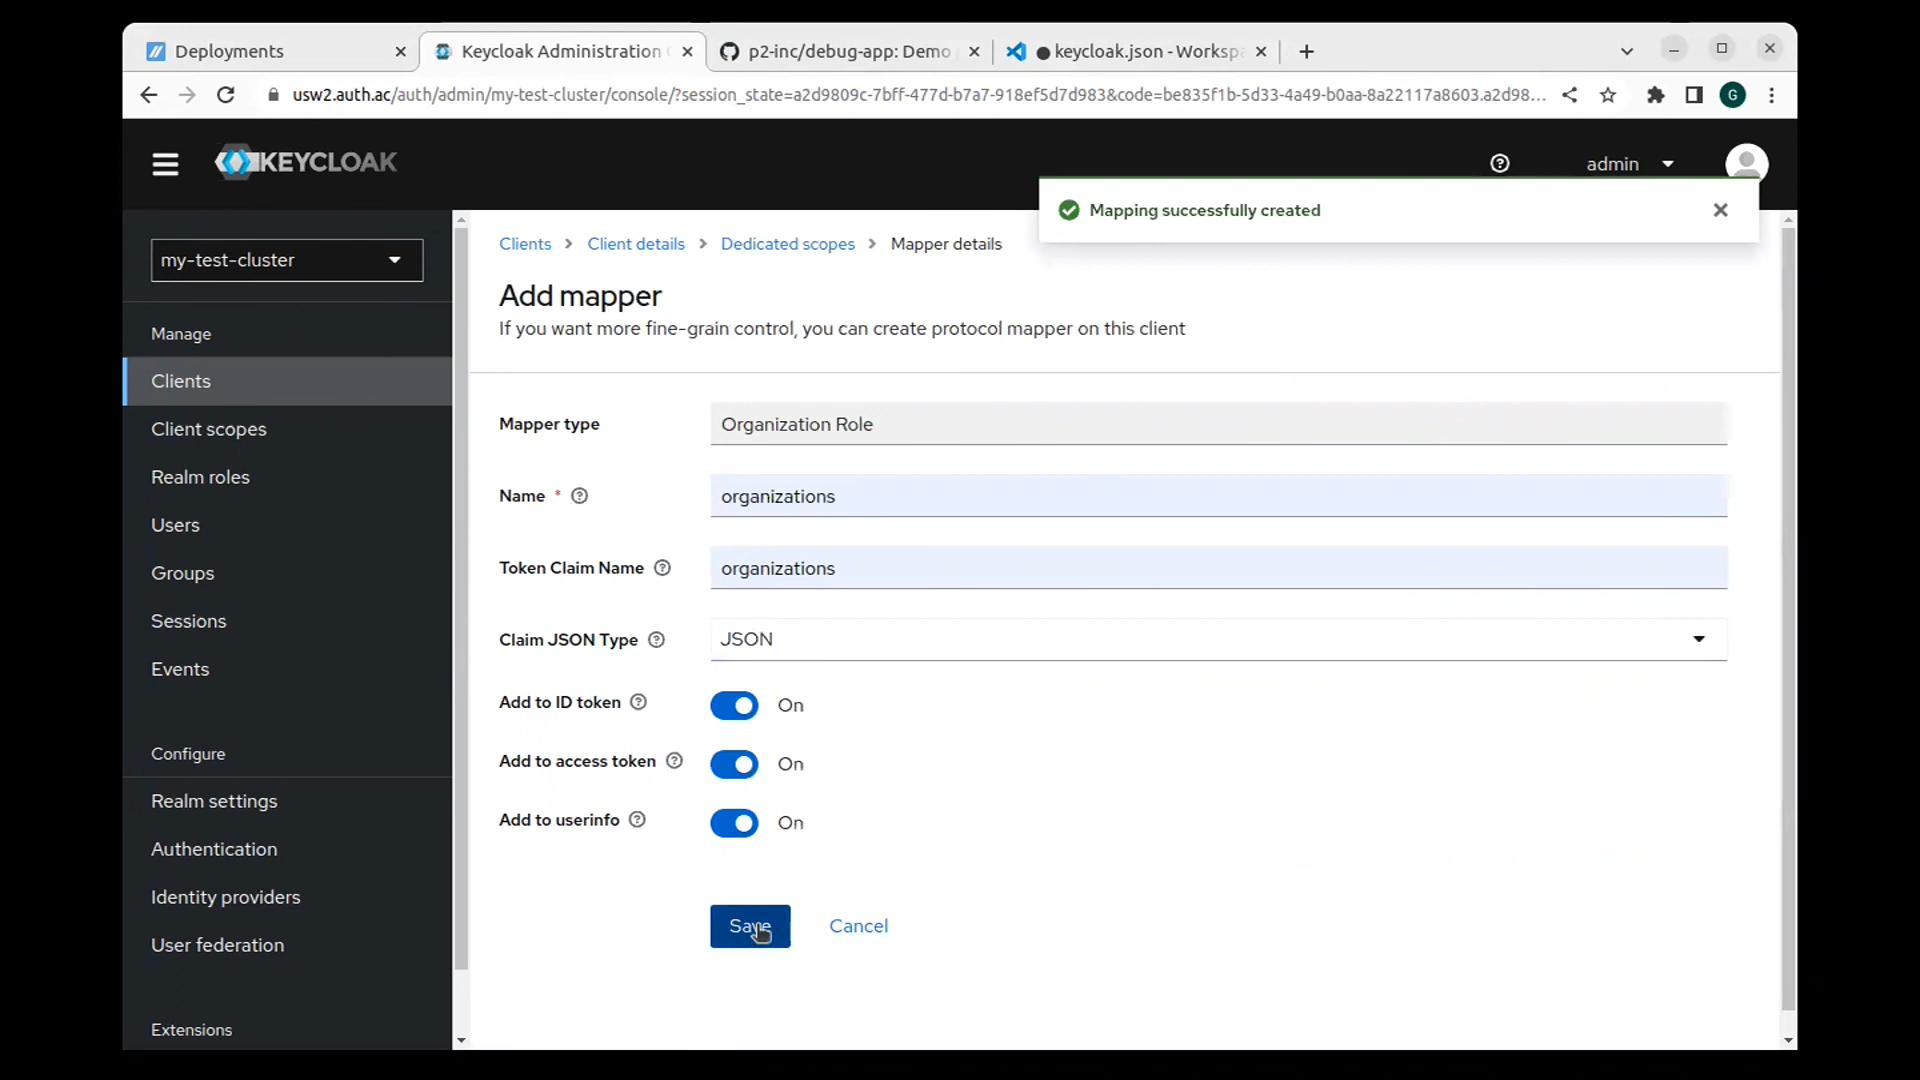 Deployments
Keycloak Administration
p2-inc/debug-app: Demo
keycloak.json - Workspa
usw2.auth.ac/auth/admin/my-test-cluster/console/?session_state=a2d9809c-7bff-477d-b7a7-918ef5d7d983&code=be835f1b-5d33-4a49-b0aa-8a22117a8603.a2d98...
G
KEYCLOAK
admin
Mapping successfully created
my-test-cluster
Manage
Clients
Client scopes
Realm roles
Users
Groups
Sessions
Events
Configure
Realm settings
Authentication
Identity providers
User federation
Extensions
Clients > Client details > Dedicated scopes > Mapper details
Add mapper
If you want more fine-grain control, you can create protocol mapper on this client
Mapper type Organization Role
Name * organizations
Token Claim Name organizations
Claim JSON Type JSON
Add to ID token On
Add to access token On
Add to userinfo On
Save Cancel